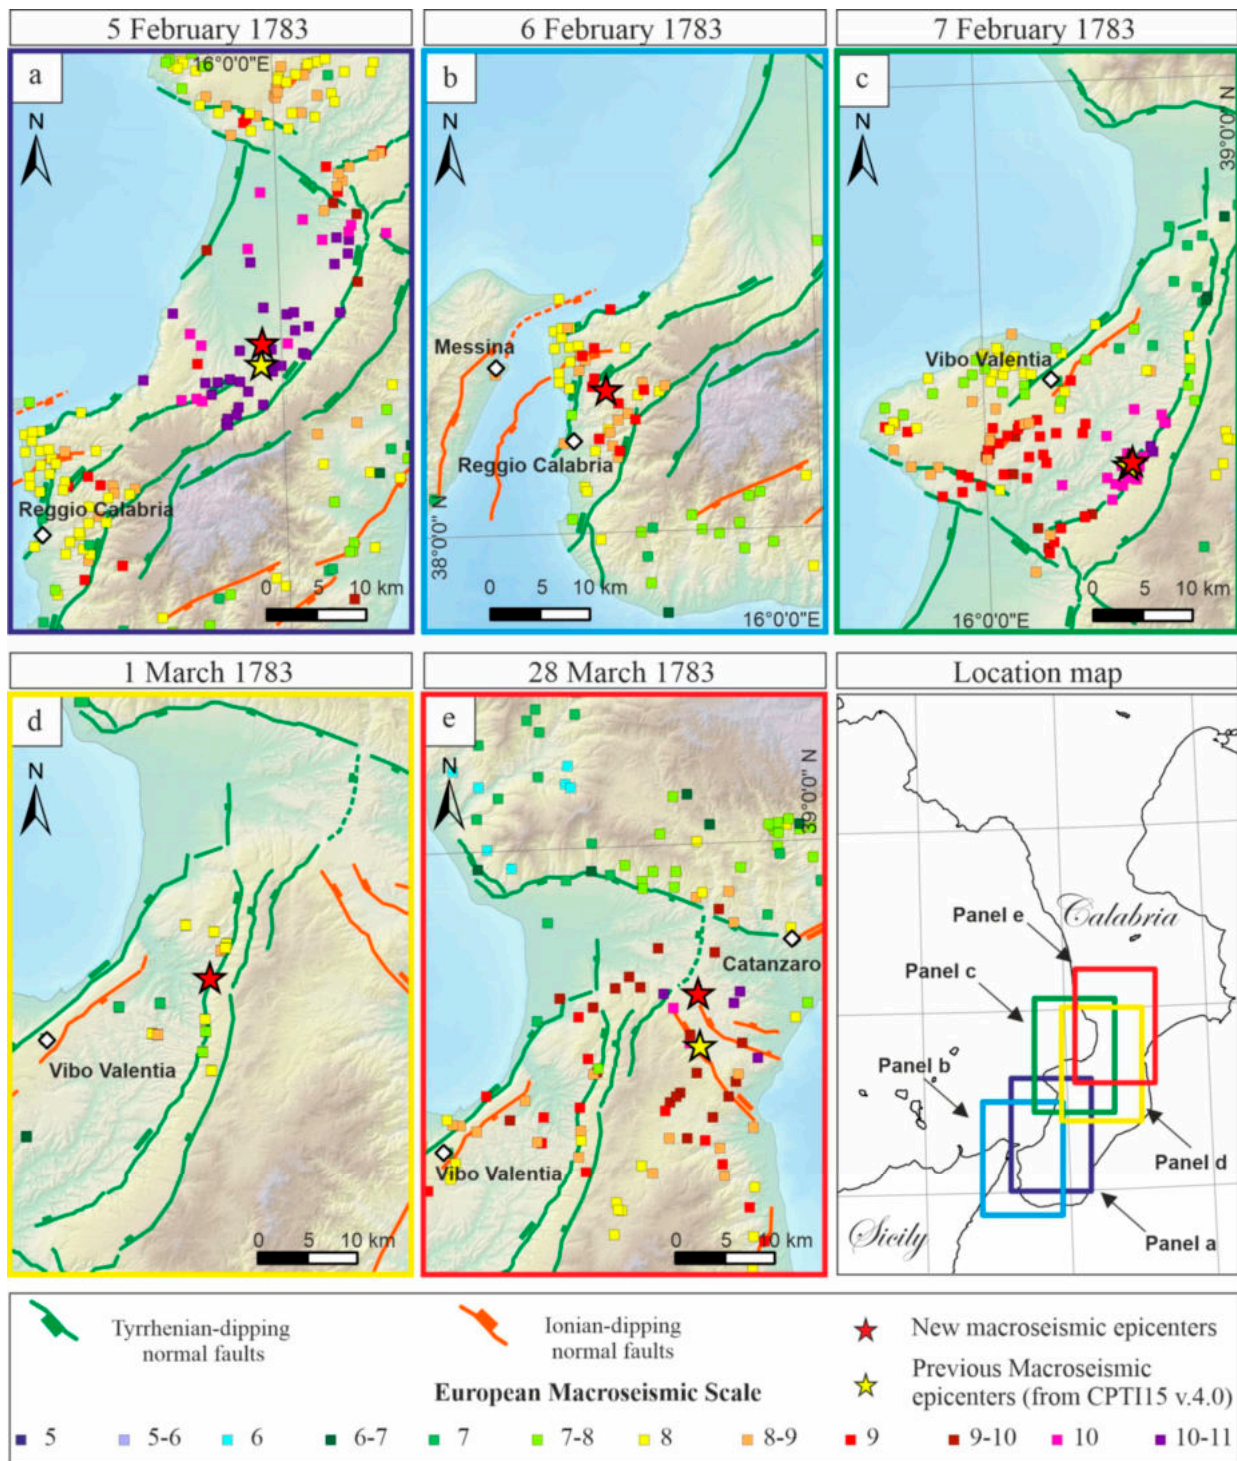 5 February 1783
6 February 1783
7 February 1783
a
16°0'0"E
N
Reggio Calabria
0 5 10 km
b
N
Messina
Reggio Calabria
38°0'0" N
0 5 10 km
16°0'0"E
c
N
39°0'0"N
Vibo Valentia
0 5 10 km
16°0'0"E
1 March 1783
28 March 1783
Location map
d
N
Vibo Valentia
0 5 10 km
e
N
39°0'0" N
Catanzaro
Vibo Valentia
0 5 10 km
Panel e
Calabria
Panel c
Panel b
Panel d
Sicily
Panel a
Tyrrhenian-dipping
normal faults
Ionian-dipping
normal faults
New macroseismic epicenters
Previous Macroseismic
epicenters (from CPTI15 v.4.0)
European Macroseismic Scale
5 5-6 6 6-7 7 7-8 8 8-9 9 9-10 10 10-11